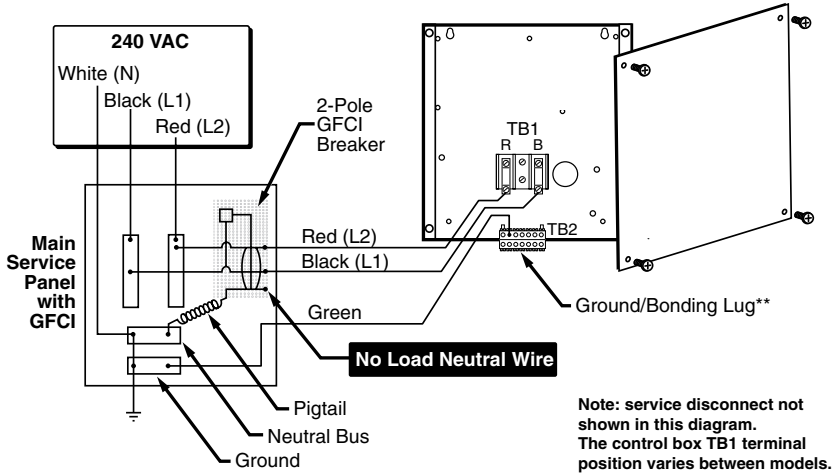 240 VAC
White (N)
Black (L1)
Red (L2)
2-Pole
GFCI
Breaker
TB1
R B
TB2
Main
Service
Panel
with
GFCI
Red (L2)
Black (L1)
Green
Ground/Bonding Lug**
No Load Neutral Wire
Pigtail
Neutral Bus
Ground
Note: service disconnect not
shown in this diagram.
The control box TB1 terminal
position varies between models.